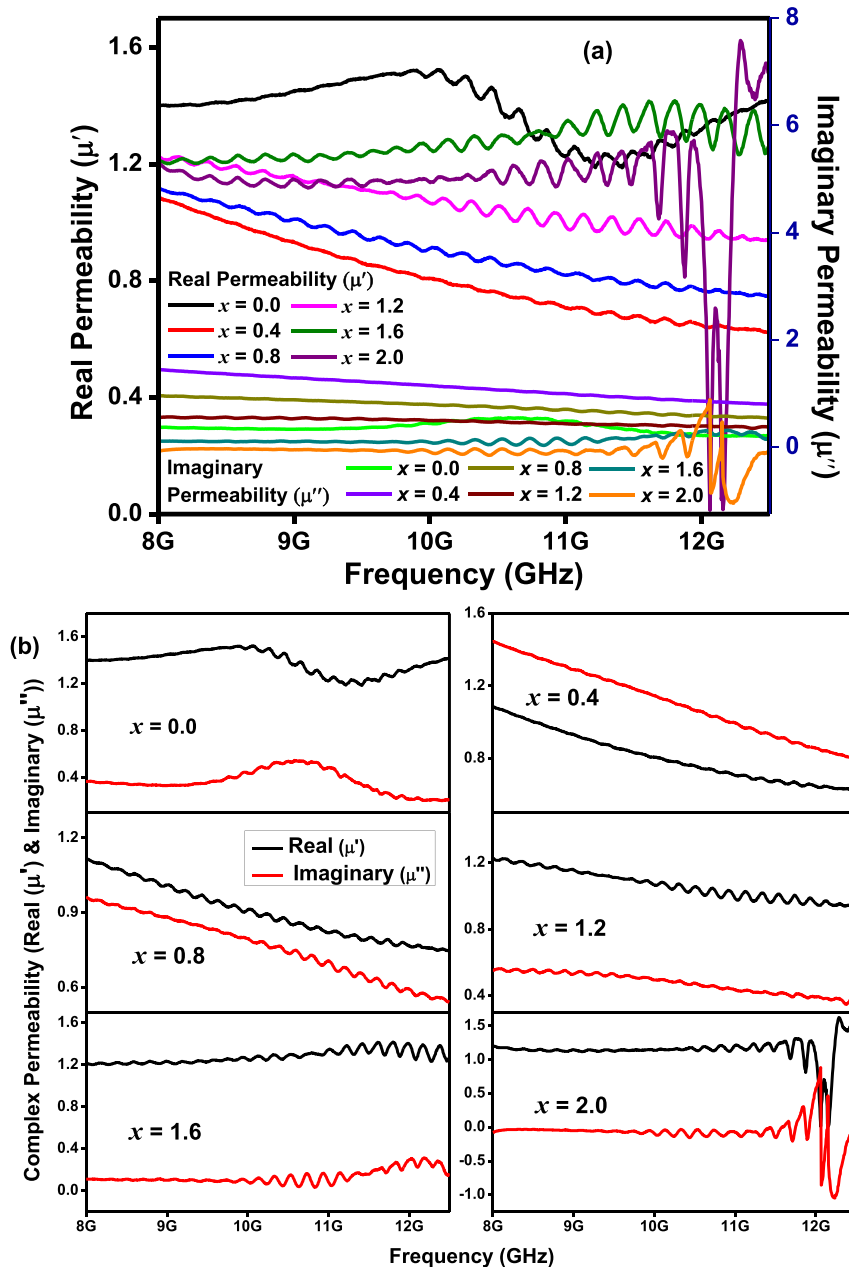 (a)
Real Permeability (μ′)
Imaginary Permeability (μ″)
1.6
1.2
0.8
0.4
0.0
8
6
4
2
0
Real Permeability (μ′)
x = 0.0
x = 1.2
x = 0.4
x = 1.6
x = 0.8
x = 2.0
Imaginary
Permeability (μ″)
x = 0.0
x = 0.8
x = 1.6
x = 0.4
x = 1.2
x = 2.0
8G 9G 10G 11G 12G
Frequency (GHz)
(b)
Complex Permeability (Real (μ') & Imaginary (μ"))
1.6
1.2
0.8
0.4
x = 0.0
1.6
1.2
0.8
x = 0.4
1.2
0.9
0.6
Real (μ')
Imaginary (μ")
x = 0.8
1.2
0.8
0.4
x = 1.2
1.6
1.2
0.8
0.4
0.0
x = 1.6
1.5
1.0
0.5
0.0
-0.5
-1.0
x = 2.0
8G 9G 10G 11G 12G
8G 9G 10G 11G 12G
Frequency (GHz)